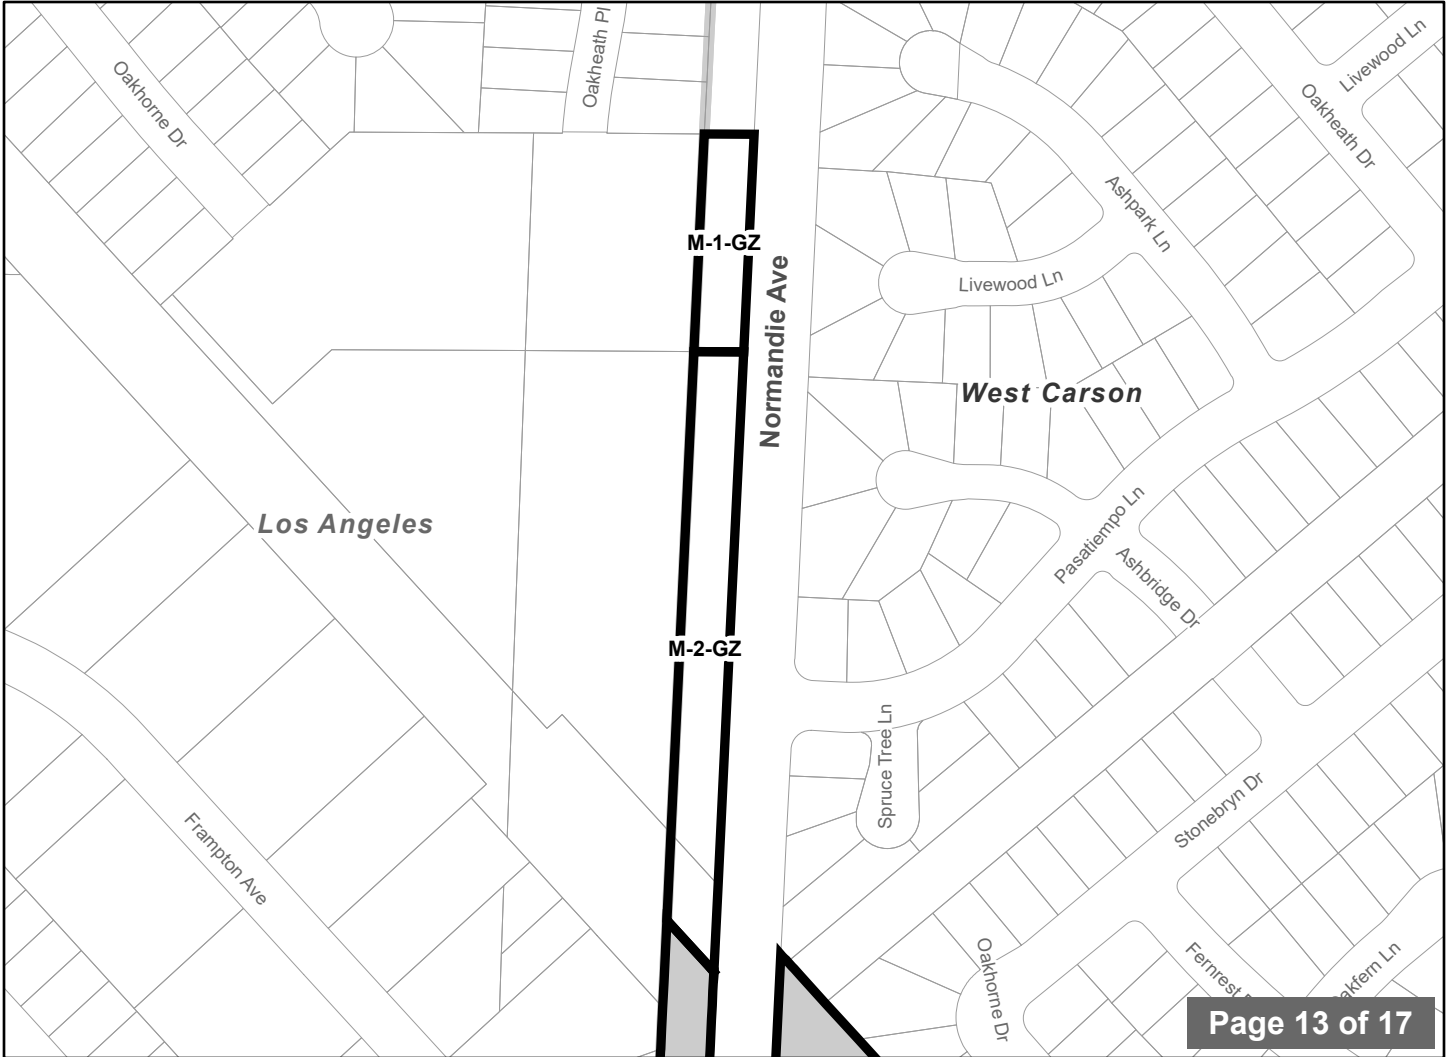 Oakheath Pl
Livewood Ln
Oakhorne Dr
Oakheath Dr
Ashpark Ln
M-1-GZ
Livewood Ln
Normandie Ave
West Carson
Los Angeles
Pasatiempo Ln
Ashbridge Dr
M-2-GZ
Spruce Tree Ln
Stonebryn Dr
Frampton Ave
Oakhorne Dr
Fernrest
akfern Ln
Page 13 of 17